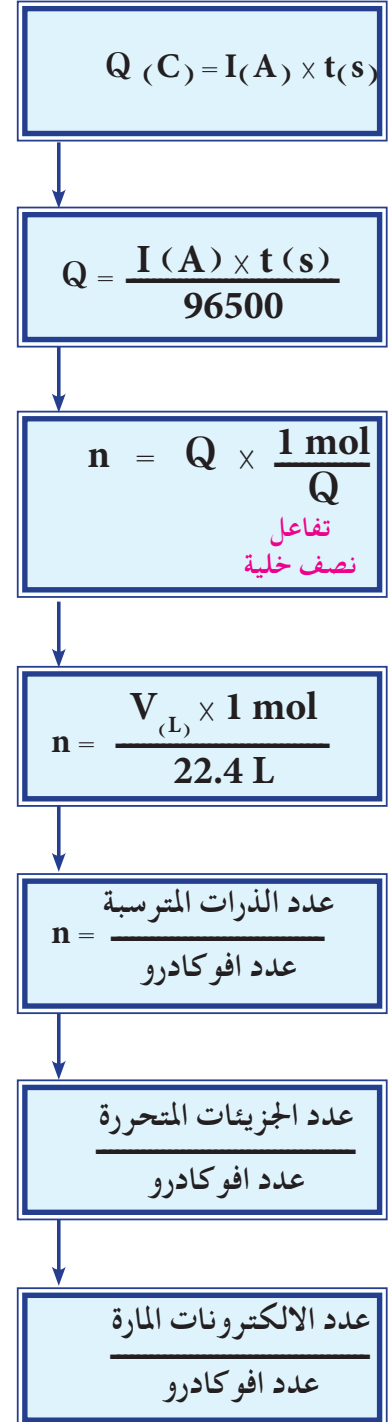 Q (C) = I(A) × t(s)
Q = I (A) × t (s)
96500
n = Q × 1 mol
Q
تفاعل
نصف خلية
n = V(L) × 1 mol
22.4 L
n = عدد الذرات المترسبة
عدد افوكادرو
عدد الجزيئات المتحررة
عدد افوكادرو
عدد الالكترونات المارة
عدد افوكادرو